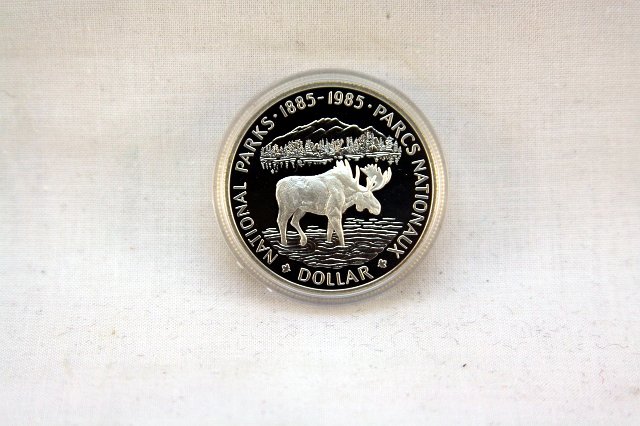 NATIONAL PARKS · 1885-1985 · PARCS NATIONAUX
DOLLAR